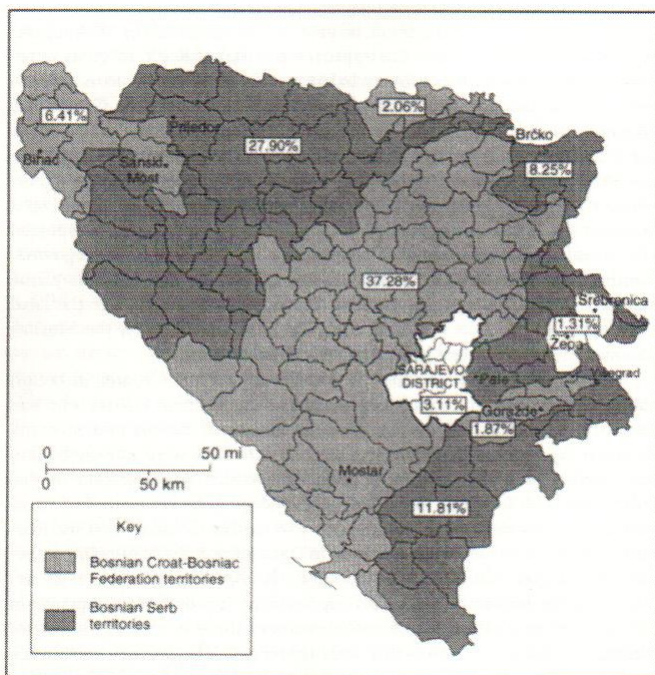 6.41%
2.06%
Prijedor
Brčko
27.90%
Bihać
Sanski
Most
8.25%
37.28%
Srebrenica
1.31%
Žepa
SARAJEVO
DISTRICT
Pale
Višegrad
3.11%
Goražde
1.87%
0 50 mi
0 50 km
Mostar
11.81%
Key
Bosnian Croat-Bosniac
Federation territories
Bosnian Serb
territories